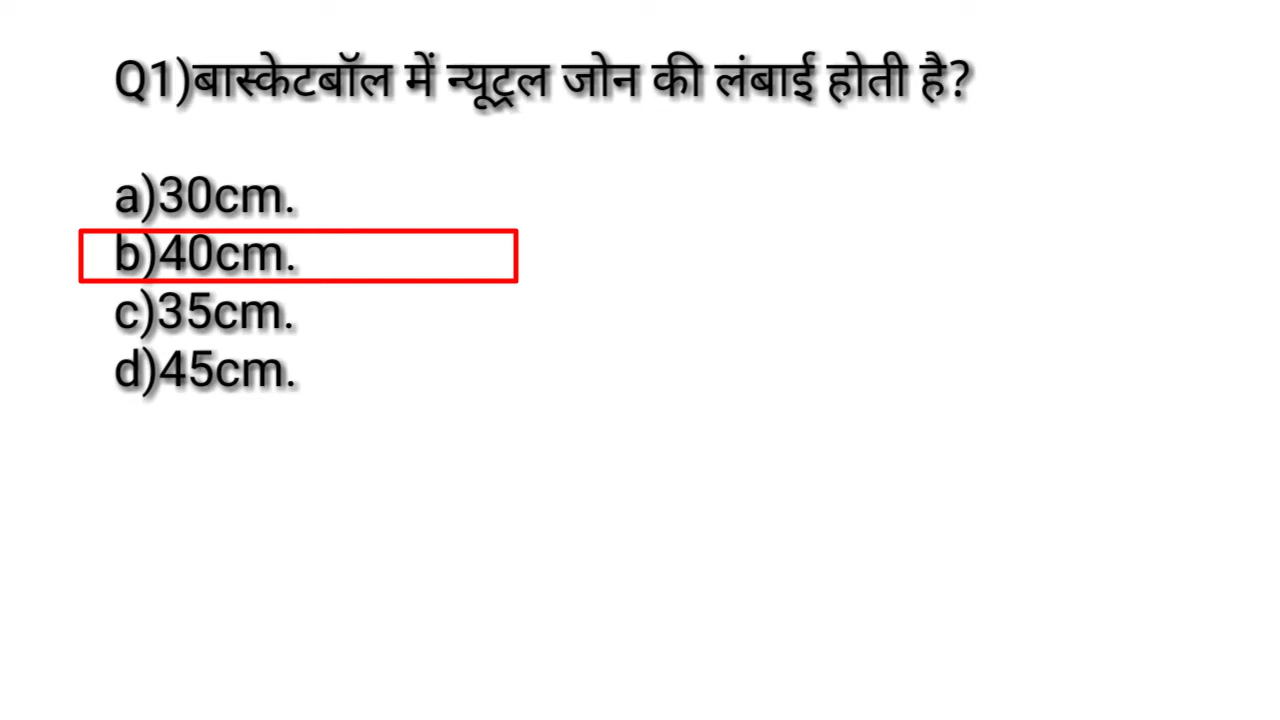 Q1)बास्केटबॉल में न्यूट्रल जोन की लंबाई होती है?
a)30cm.
b)40cm.
c)35cm.
d)45cm.